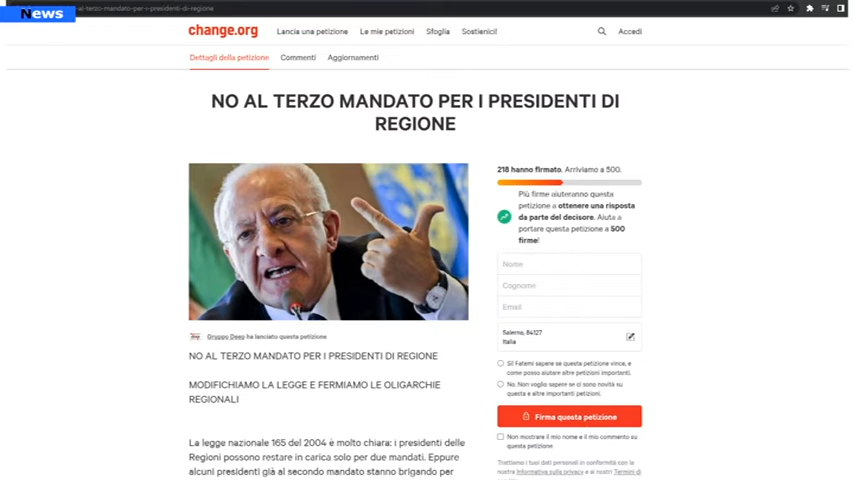 News
-al-terzo-mandato-per-i-presidenti-di-regione
change.org
Lancia una petizione
Le mie petizioni
Sfoglia
Sostienici!
Accedi
Dettagli della petizione
Commenti
Aggiornamenti
NO AL TERZO MANDATO PER I PRESIDENTI DI
REGIONE
218 hanno firmato. Arriviamo a 500.
Più firme aiuteranno questa
petizione a ottenere una risposta
da parte del decisore. Aiuta a
portare questa petizione a 500
firme!
Nome
Cognome
Email
Salerno, 84127
Italia
Sì! Fatemi sapere se questa petizione vince, e
come posso aiutare altre petizioni importanti.
No. Non voglio sapere se ci sono novità su
questa e altre importanti petizioni.
Firma questa petizione
Non mostrare il mio nome e il mio commento su
questa petizione
Trattiamo i tuoi dati personali in conformità con la
nostra Informativa sulla privacy e ai nostri Termini di
Gruppo Deep ha lanciato questa petizione
NO AL TERZO MANDATO PER I PRESIDENTI DI REGIONE
MODIFICHIAMO LA LEGGE E FERMIAMO LE OLIGARCHIE
REGIONALI
La legge nazionale 165 del 2004 è molto chiara: i presidenti delle
Regioni possono restare in carica solo per due mandati. Eppure
alcuni presidenti già al secondo mandato stanno brigando per